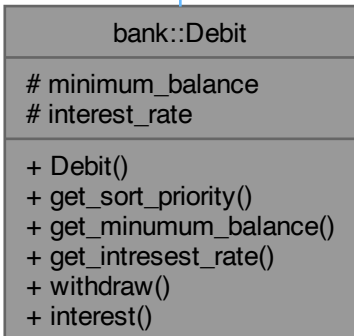 bank::Debit
# minimum_balance
# interest_rate
+ Debit()
+ get_sort_priority()
+ get_minumum_balance()
+ get_intresest_rate()
+ withdraw()
+ interest()